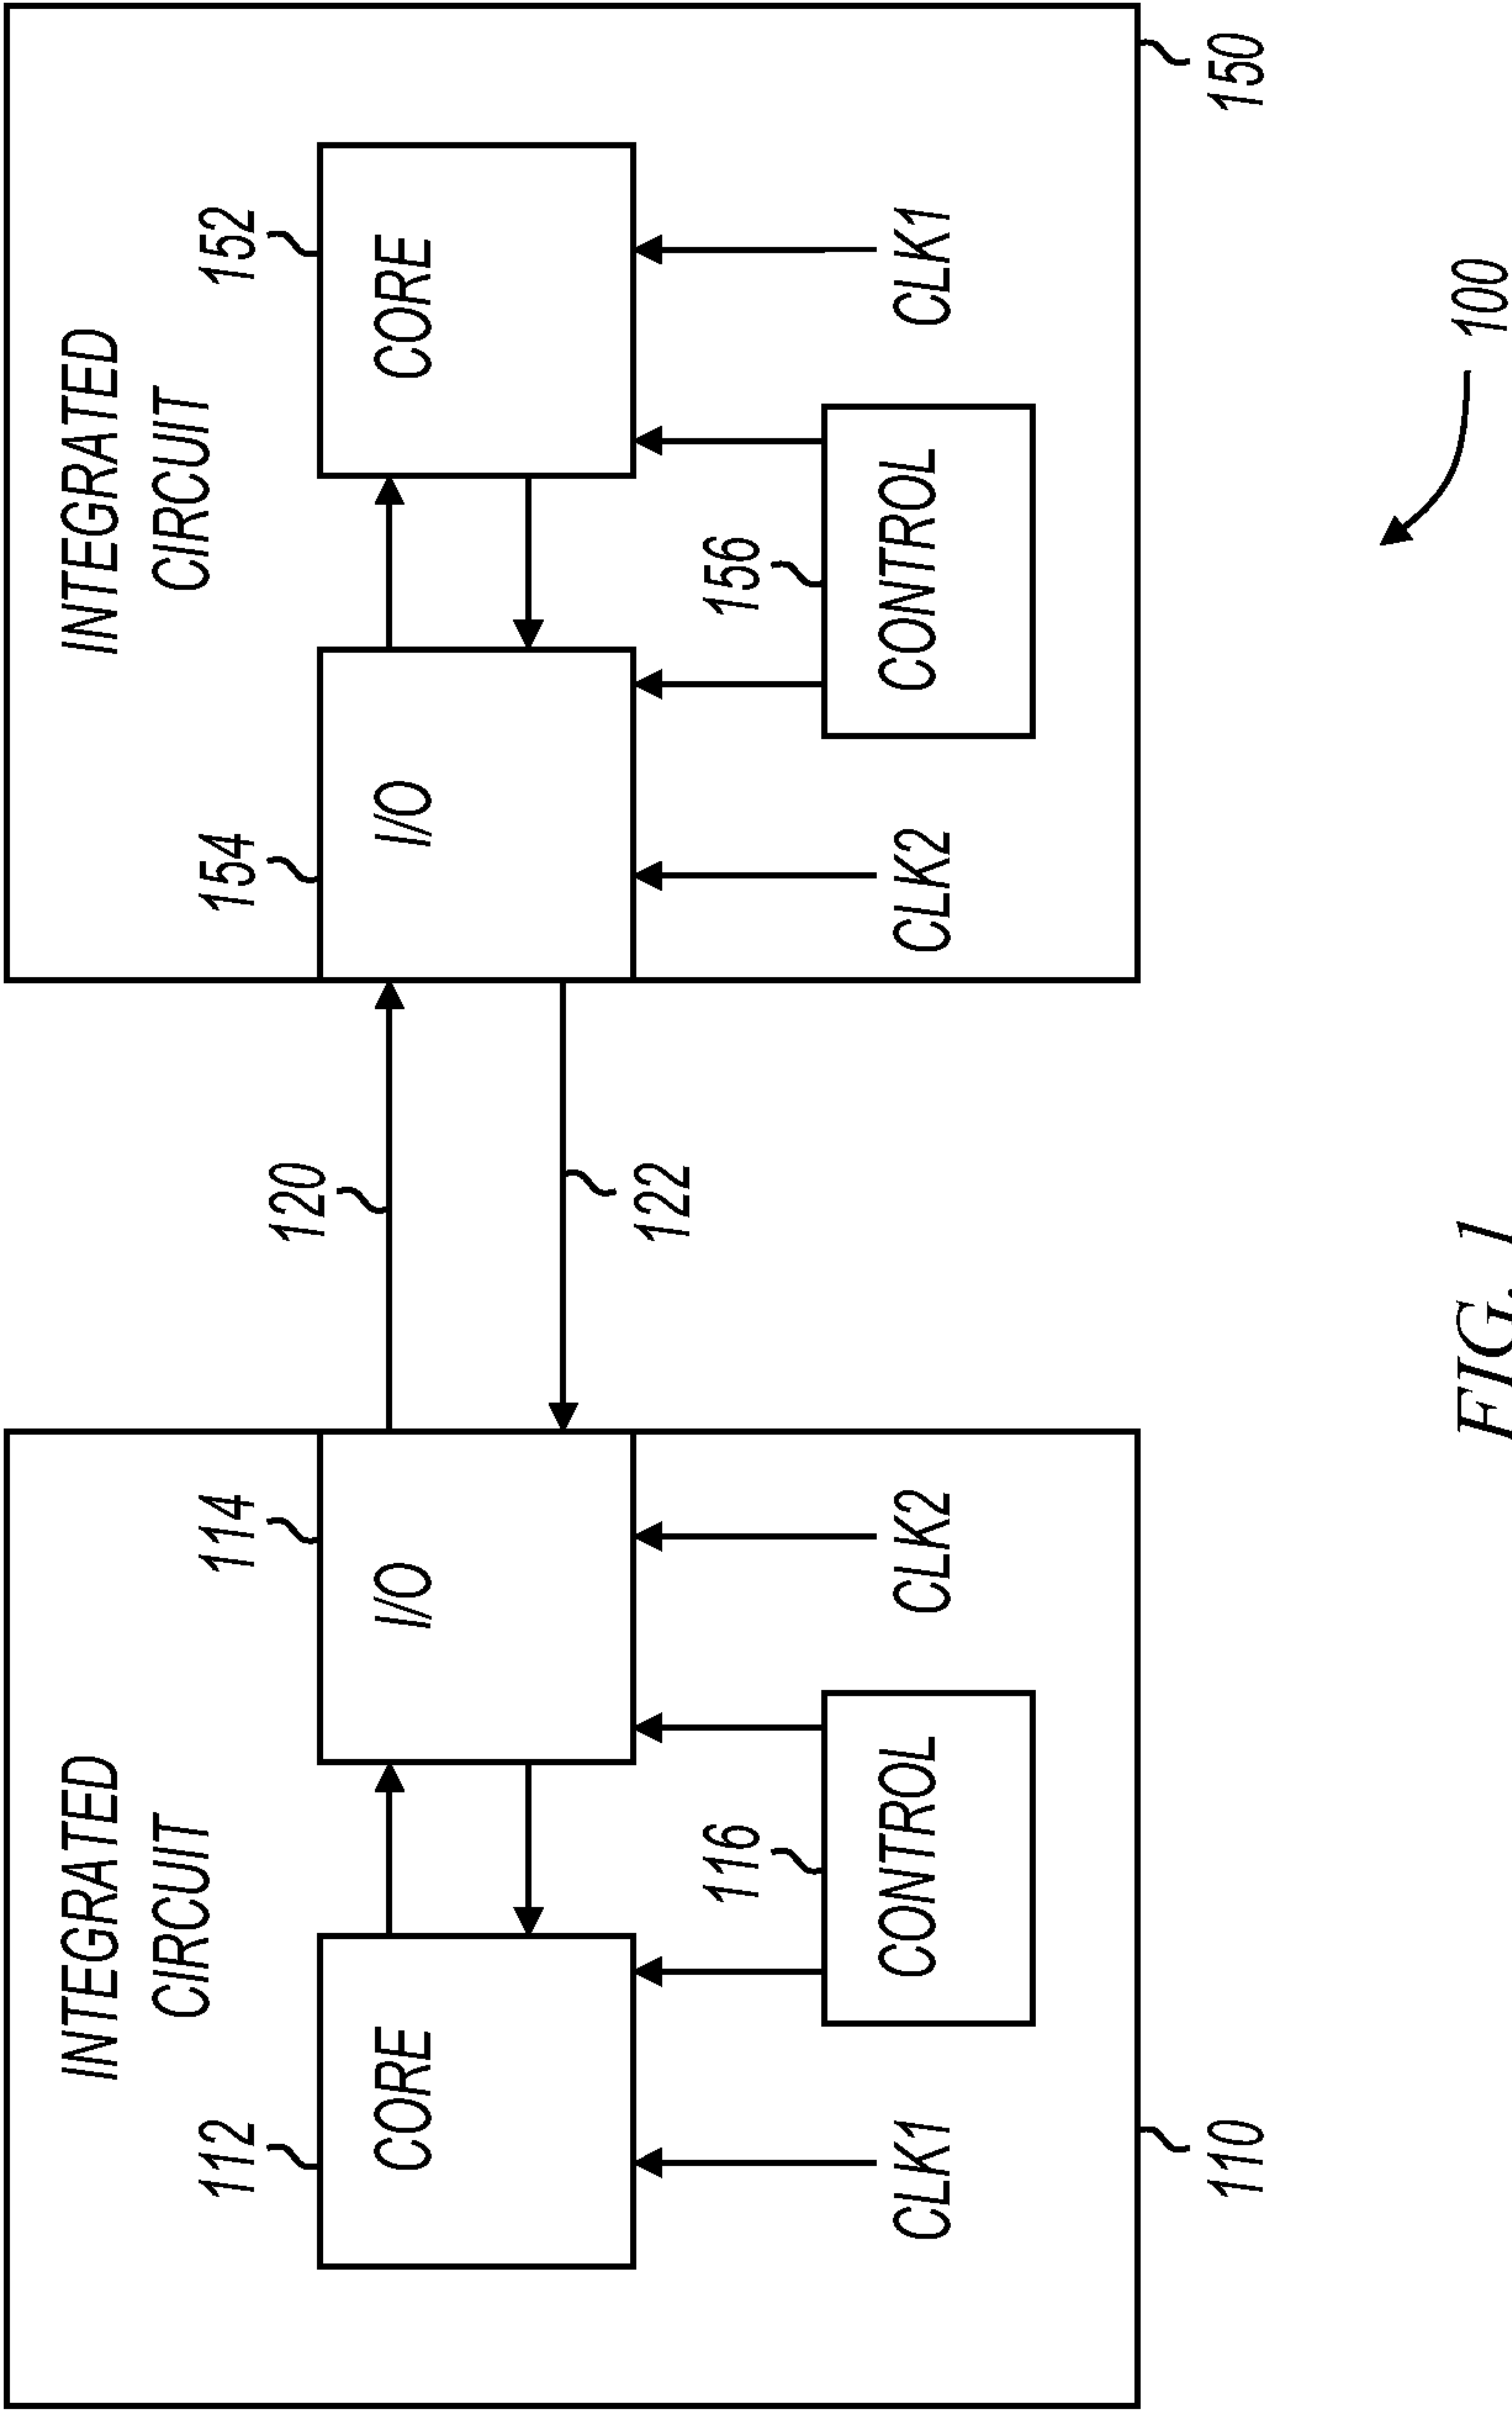 INTEGRATED
CIRCUIT
112
114
CORE
I/O
116
CONTROL
CLK1
CLK2
110
120
122
INTEGRATED
CIRCUIT
154
152
I/O
CORE
156
CONTROL
CLK2
CLK1
150
100
FIG. 1